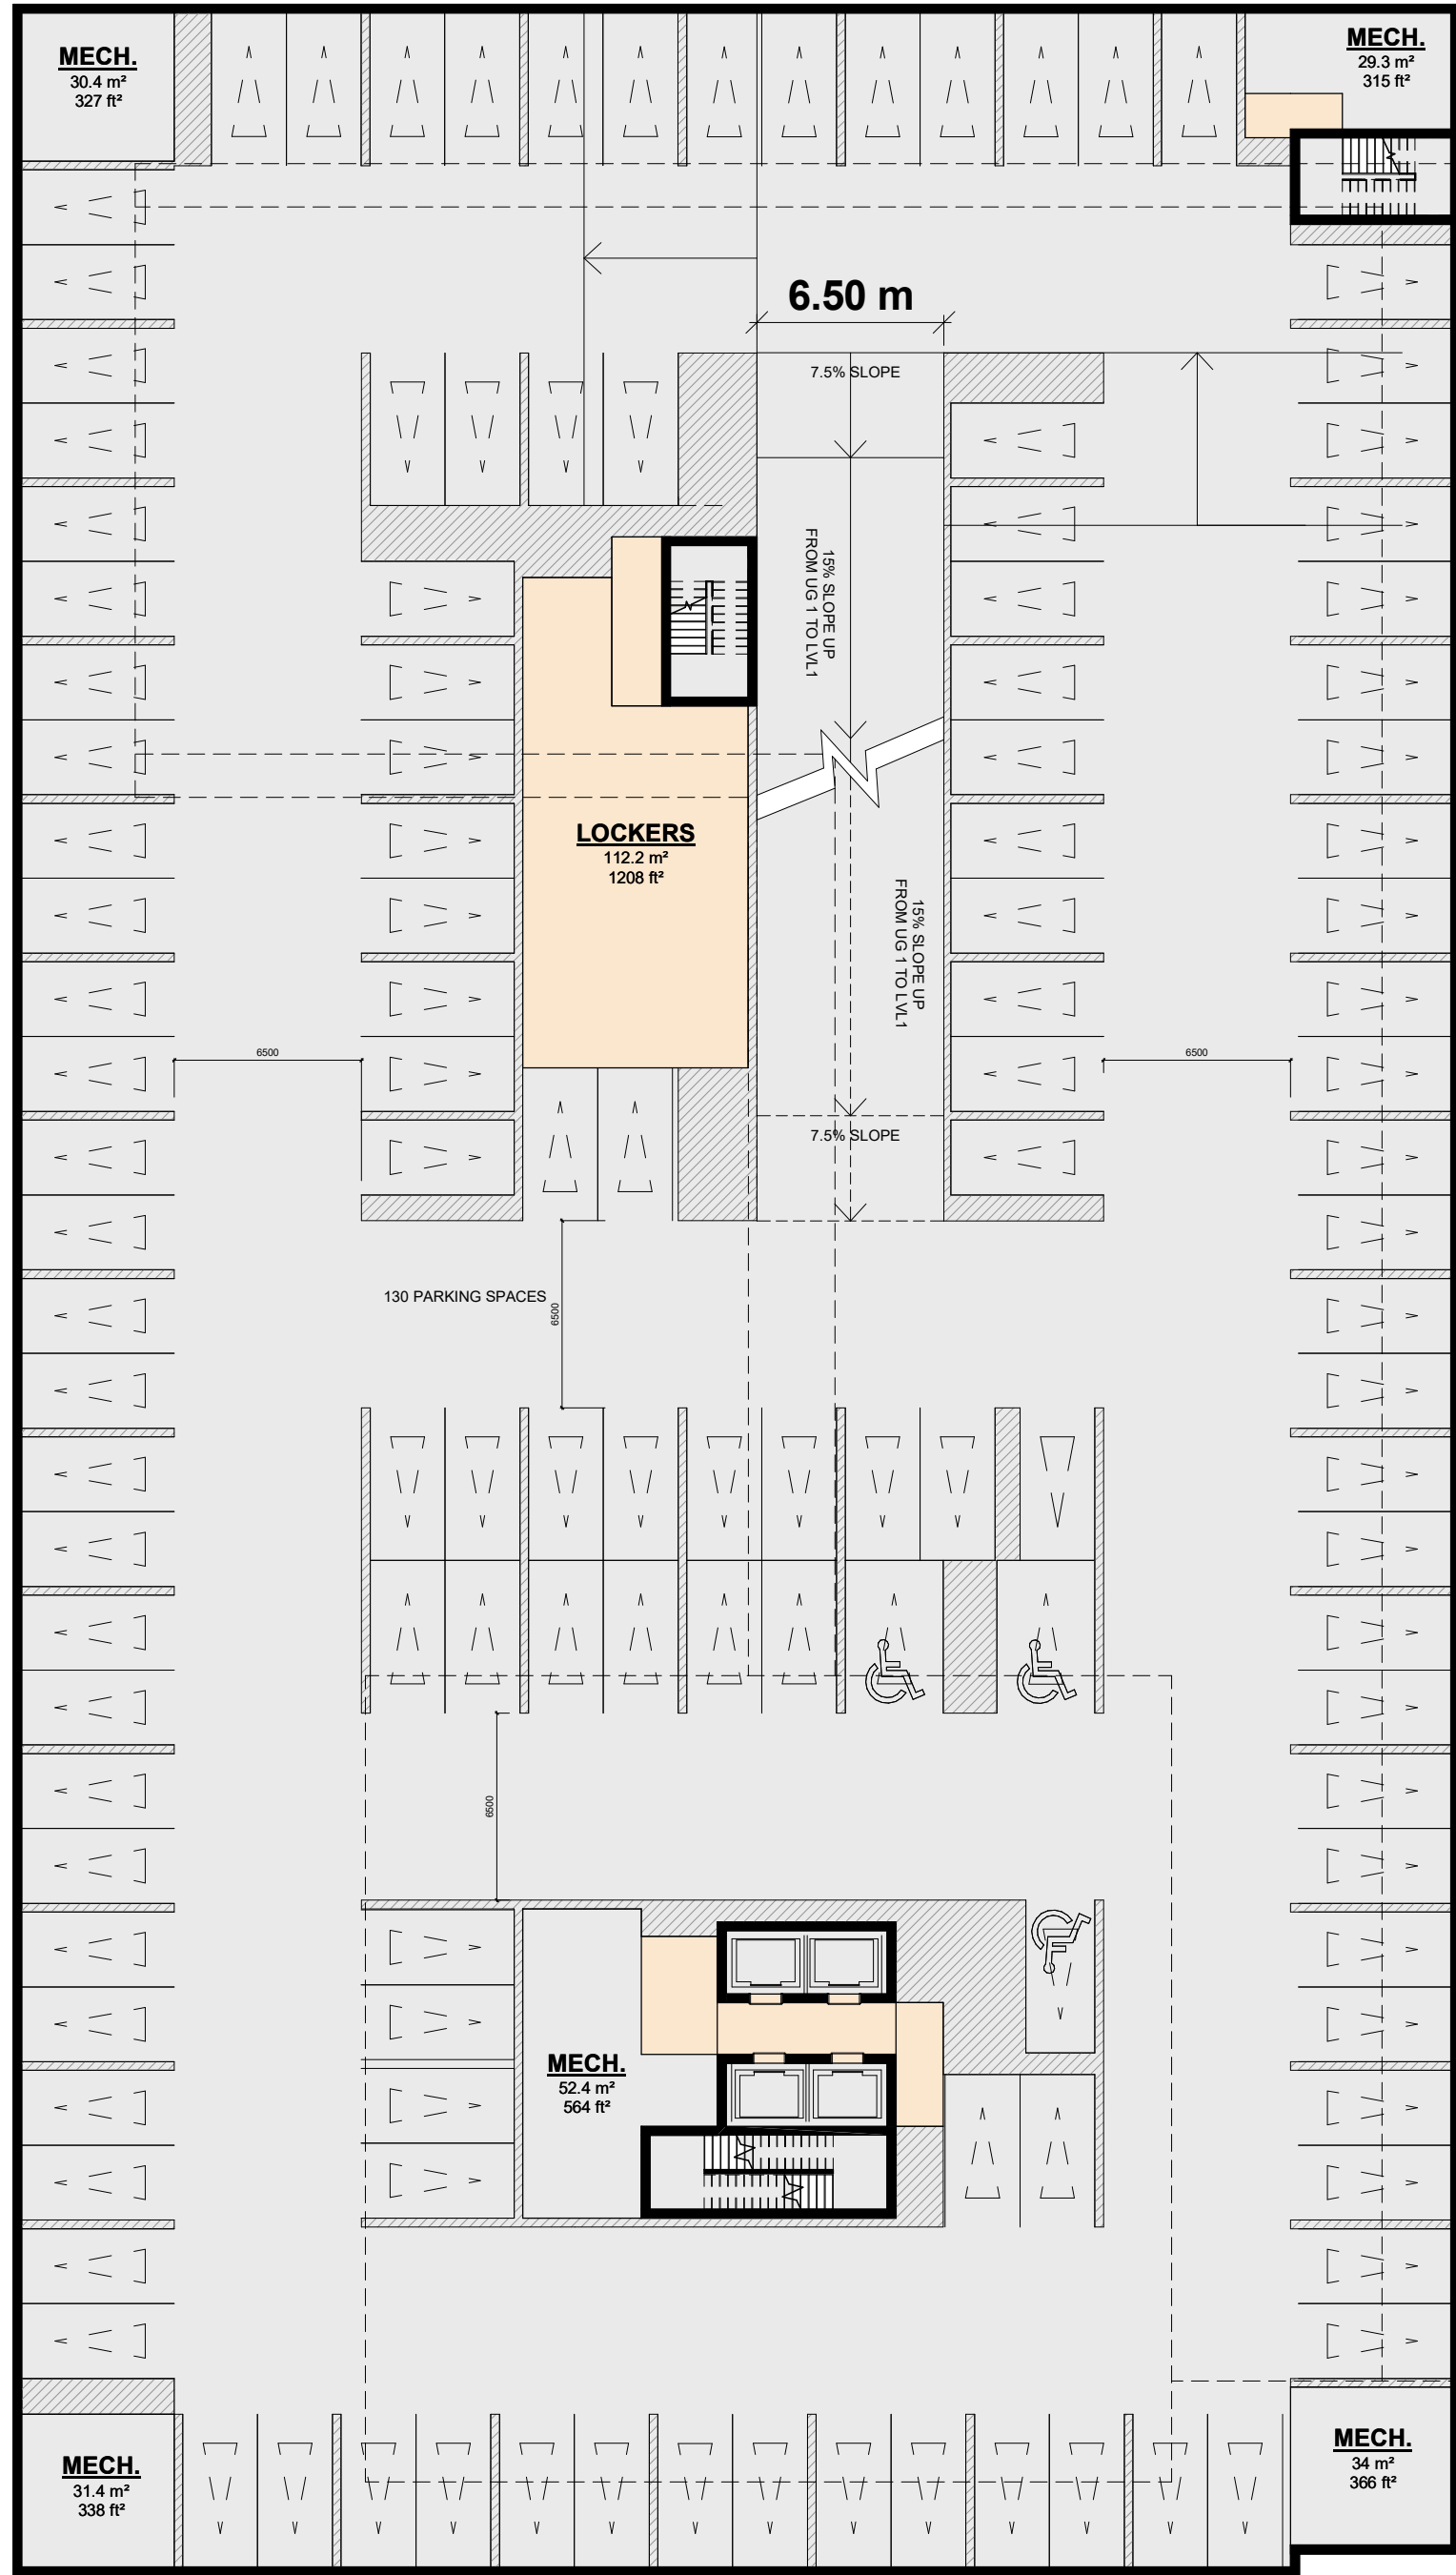 MECH.
30.4 m²
327 ft²
MECH.
29.3 m²
315 ft²
6.50 m
7.5% SLOPE
15% SLOPE UP
FROM UG 1 TO LVL1
LOCKERS
112.2 m²
1208 ft²
15% SLOPE UP
FROM UG 1 TO LVL1
6500
6500
7.5% SLOPE
130 PARKING SPACES
6500
6500
MECH.
52.4 m²
564 ft²
MECH.
31.4 m²
338 ft²
MECH.
34 m²
366 ft²